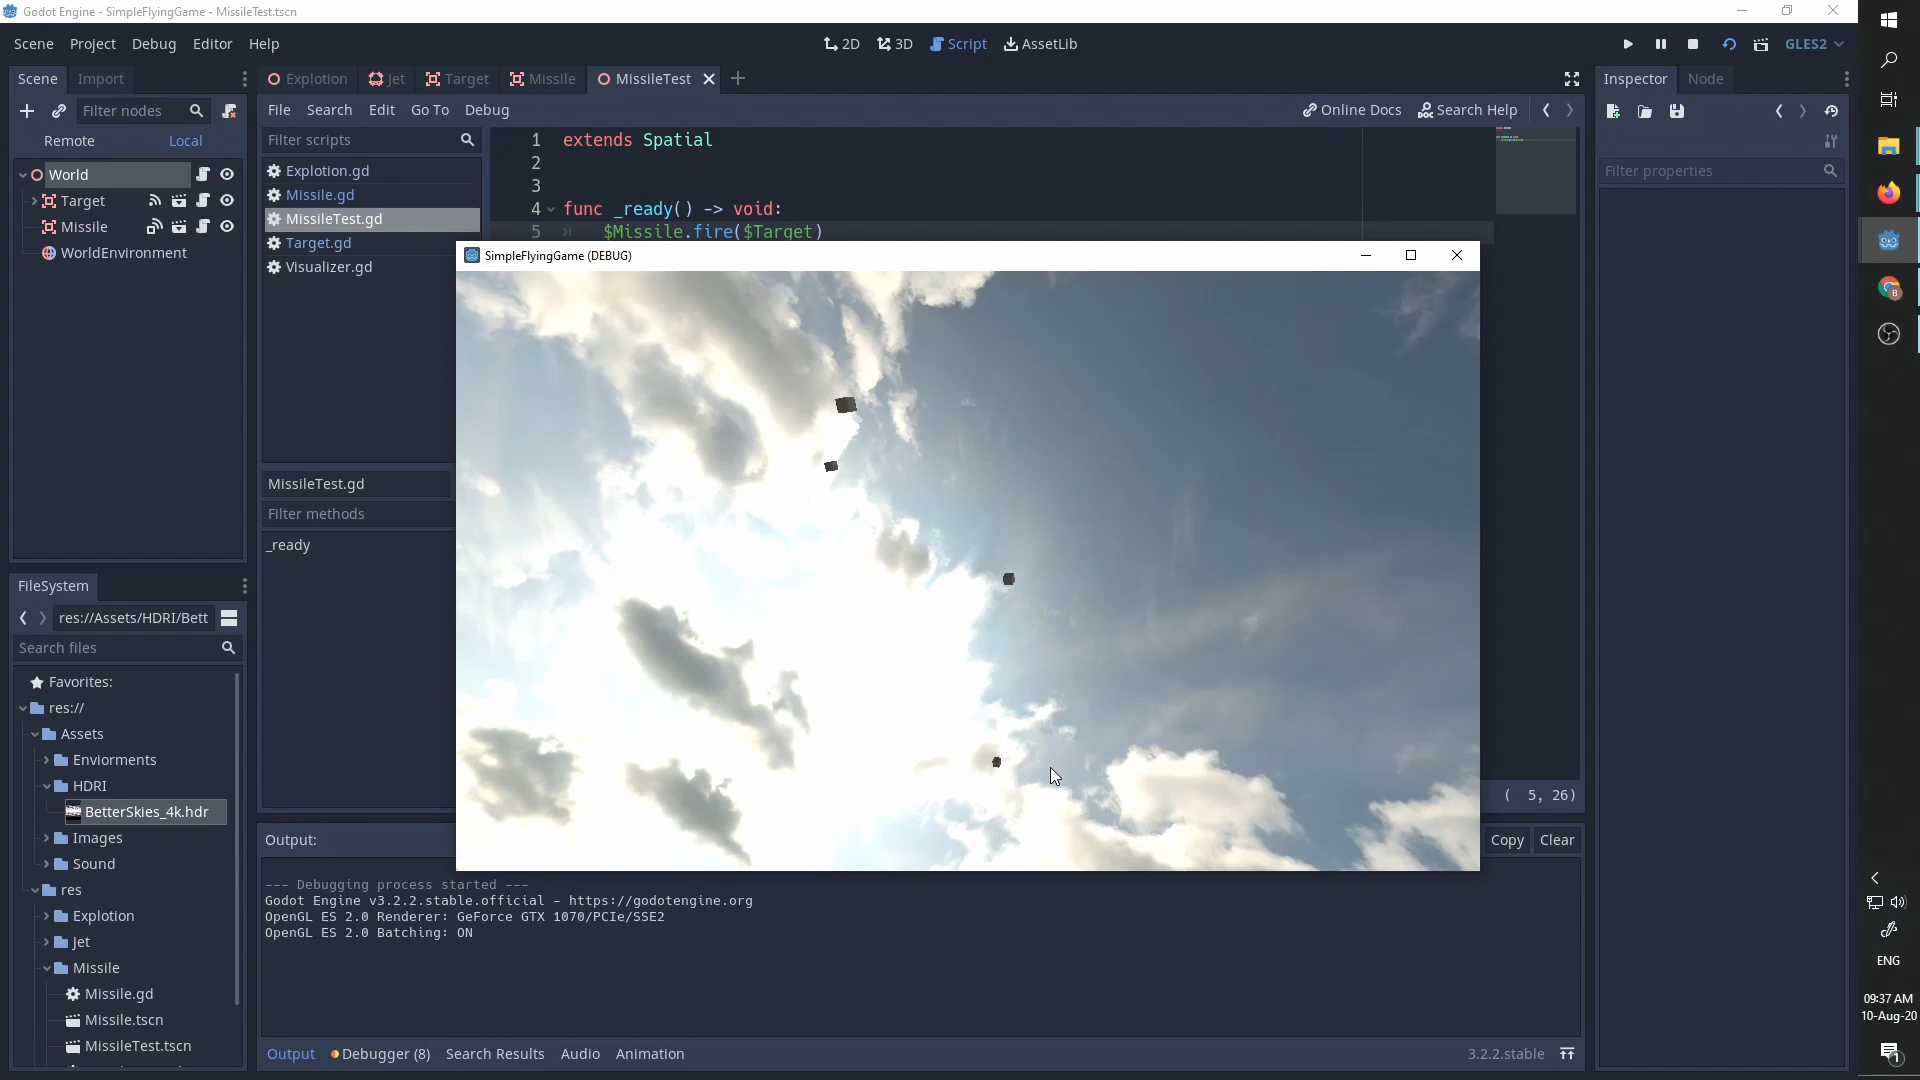 Godot Engine - SimpleFlyingGame - MissileTest.tscn
Scene Project Debug Editor Help
2D 3D Script AssetLib
GLES2
Scene Import
Explotion Jet Target Missile MissileTest
Inspector Node
Filter nodes
File Search Edit Go To Debug
Online Docs Search Help
Remote Local
Filter scripts
Filter properties
World
Target
Missile
WorldEnvironment
Explotion.gd
Missile.gd
MissileTest.gd
Target.gd
Visualizer.gd
1 extends Spatial
2
3
4 func _ready() -> void:
5 $Missile.fire($Target)
SimpleFlyingGame (DEBUG)
MissileTest.gd
Filter methods
_ready
( 5, 26)
FileSystem
res://Assets/HDRI/Bett
Search files
Favorites:
res://
Assets
Enviorments
HDRI
BetterSkies_4k.hdr
Images
Sound
res
Explotion
Jet
Missile
Missile.gd
Missile.tscn
MissileTest.tscn
Output:
Copy Clear
--- Debugging process started ---
Godot Engine v3.2.2.stable.official - https://godotengine.org
OpenGL ES 2.0 Renderer: GeForce GTX 1070/PCIe/SSE2
OpenGL ES 2.0 Batching: ON
Output Debugger (8) Search Results Audio Animation
3.2.2.stable
B
ENG
09:37 AM
10-Aug-20
1